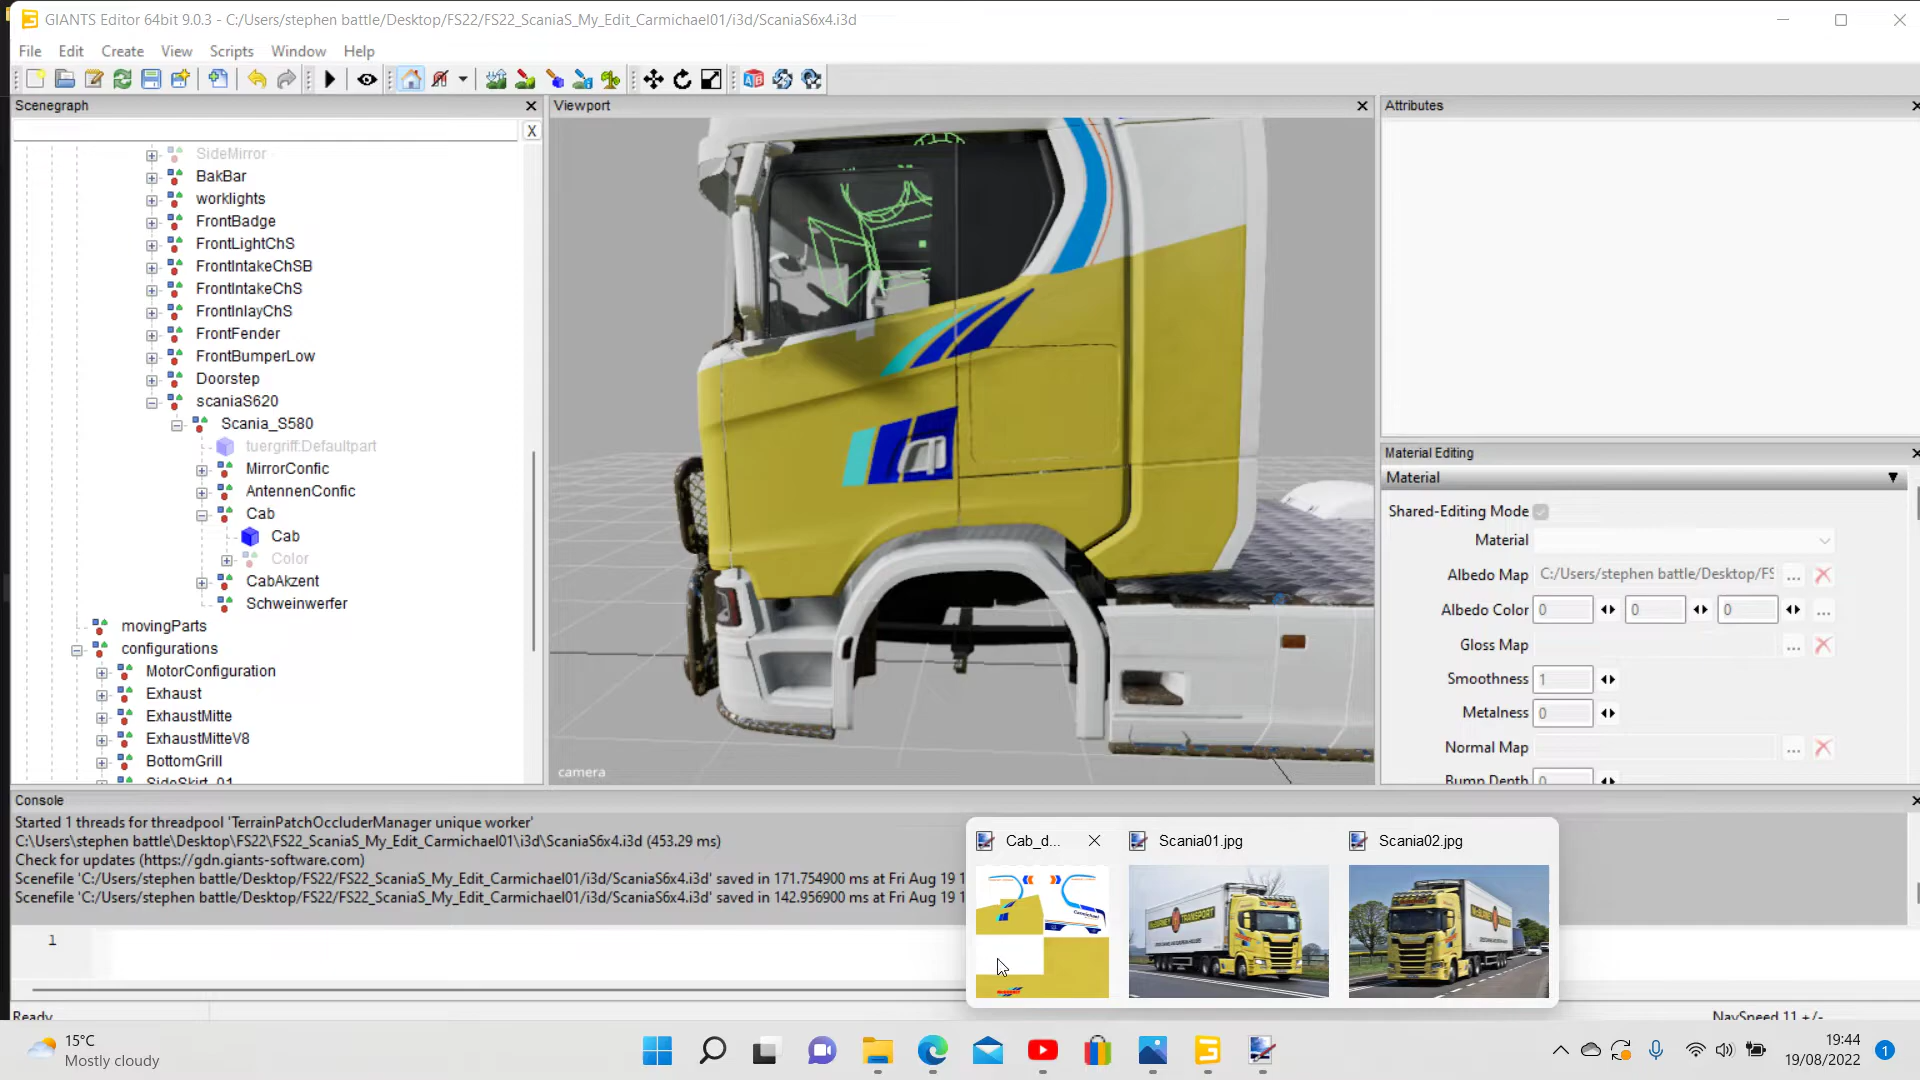 GIANTS Editor 64bit 9.0.3 - C:/Users/stephen battle/Desktop/FS22/FS22_ScaniaS_My_Edit_Carmichael01/i3d/ScaniaS6x4.i3d
File Edit Create View Scripts Window Help
Scenegraph
Viewport
Attributes
X
SideMirror
BakBar
worklights
FrontBadge
FrontLightChS
FrontIntakeChSB
FrontIntakeChS
FrontInlayChS
FrontFender
FrontBumperLow
Doorstep
scaniaS620
Scania_S580
tuergriff:Defaultpart
MirrorConfic
AntennenConfic
Cab
Cab
Color
CabAkzent
Schweinwerfer
movingParts
configurations
MotorConfiguration
Exhaust
ExhaustMitte
ExhaustMitteV8
BottomGrill
SideSkirt_01
camera
Material Editing
Material
Shared-Editing Mode
Material
Albedo Map C:/Users/stephen battle/Desktop/FS ...
Albedo Color 0 0 0 ...
Gloss Map ...
Smoothness 1
Metalness 0
Normal Map ...
Bump Depth 0
Console
Started 1 threads for threadpool 'TerrainPatchOccluderManager unique worker'
C:\Users\stephen battle\Desktop\FS22\FS22_ScaniaS_My_Edit_Carmichael01\i3d\ScaniaS6x4.i3d (453.29 ms)
Check for updates (https://gdn.giants-software.com)
Scenefile 'C:/Users/stephen battle/Desktop/FS22/FS22_ScaniaS_My_Edit_Carmichael01/i3d/ScaniaS6x4.i3d' saved in 171.754900 ms at Fri Aug 19 1
Scenefile 'C:/Users/stephen battle/Desktop/FS22/FS22_ScaniaS_My_Edit_Carmichael01/i3d/ScaniaS6x4.i3d' saved in 142.956900 ms at Fri Aug 19 1
1
Cab_d...
Scania01.jpg
Scania02.jpg
Carmichael
Ready
NavSpeed 11 +/-
15°C
Mostly cloudy
19:44
19/08/2022
1